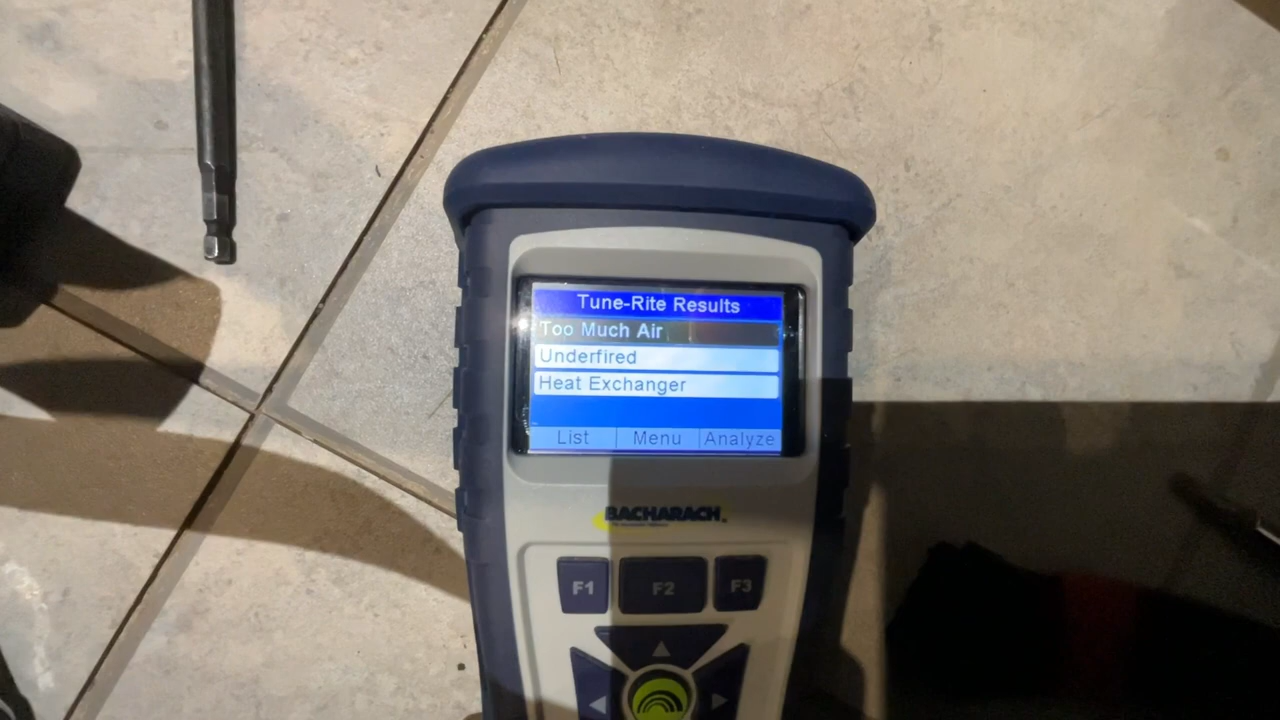 Tune-Rite Results
Too Much Air
Underfired
Heat Exchanger
List Menu Analyze
BACHARACH
F1 F2 F3